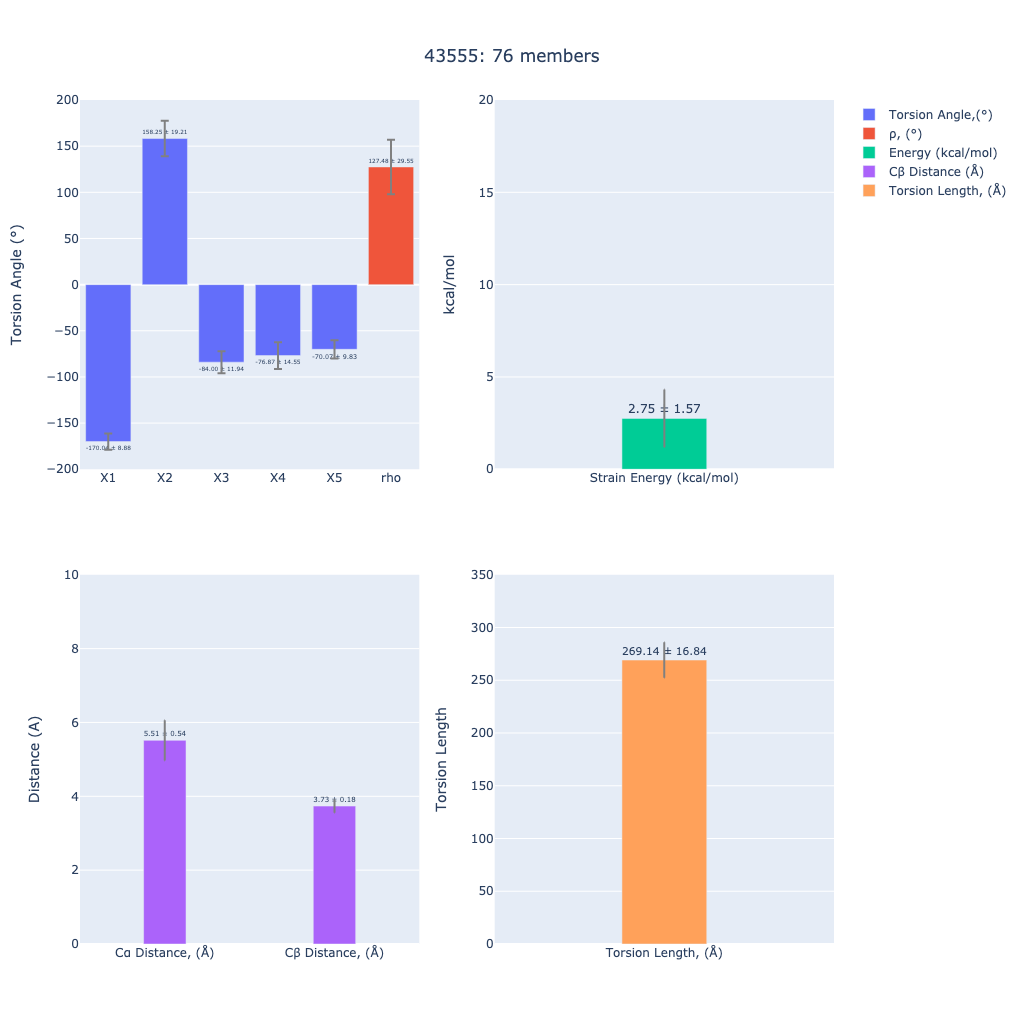 43555: 76 members
Torsion Angle (°)
200
150
100
50
0
−50
−100
−150
−200
158.25 ± 19.21
127.48 ± 29.55
-84.00 ± 11.94
-76.87 ± 14.55
± 9.83
± 8.88
X1
X2
X3
X4
X5
rho
kcal/mol
20
15
10
5
0
2.75 ± 1.57
Strain Energy (kcal/mol)
Torsion Angle,(°)
ρ, (°)
Energy (kcal/mol)
Cβ Distance (Å)
Torsion Length, (Å)
Distance (A)
10
8
6
4
2
0
5.51 ± 0.54
3.73 ± 0.18
Cα Distance, (Å)
Cβ Distance, (Å)
Torsion Length
350
300
250
200
150
100
50
0
269.14 ± 16.84
Torsion Length, (Å)